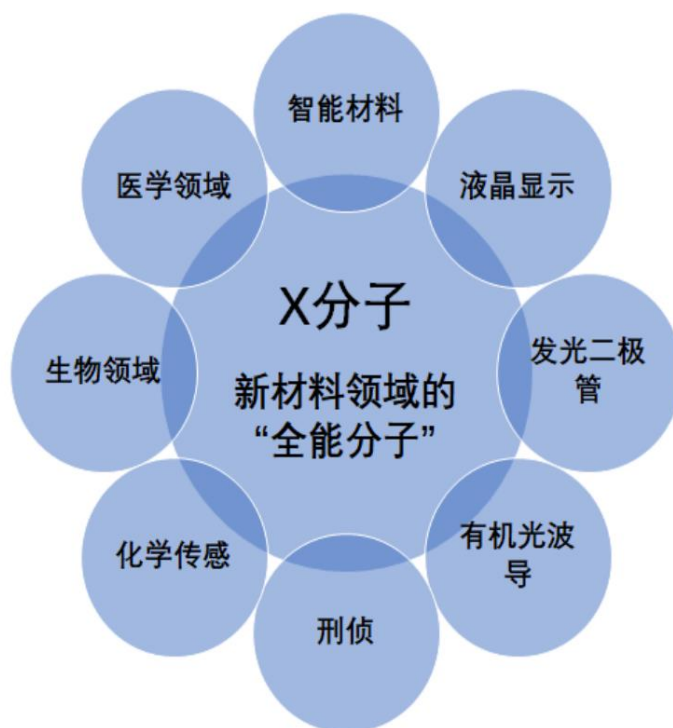 智能材料
液晶显示
发光二极
管
有机光波
导
刑侦
化学传感
生物领域
医学领域
X分子
新材料领域的
“全能分子”